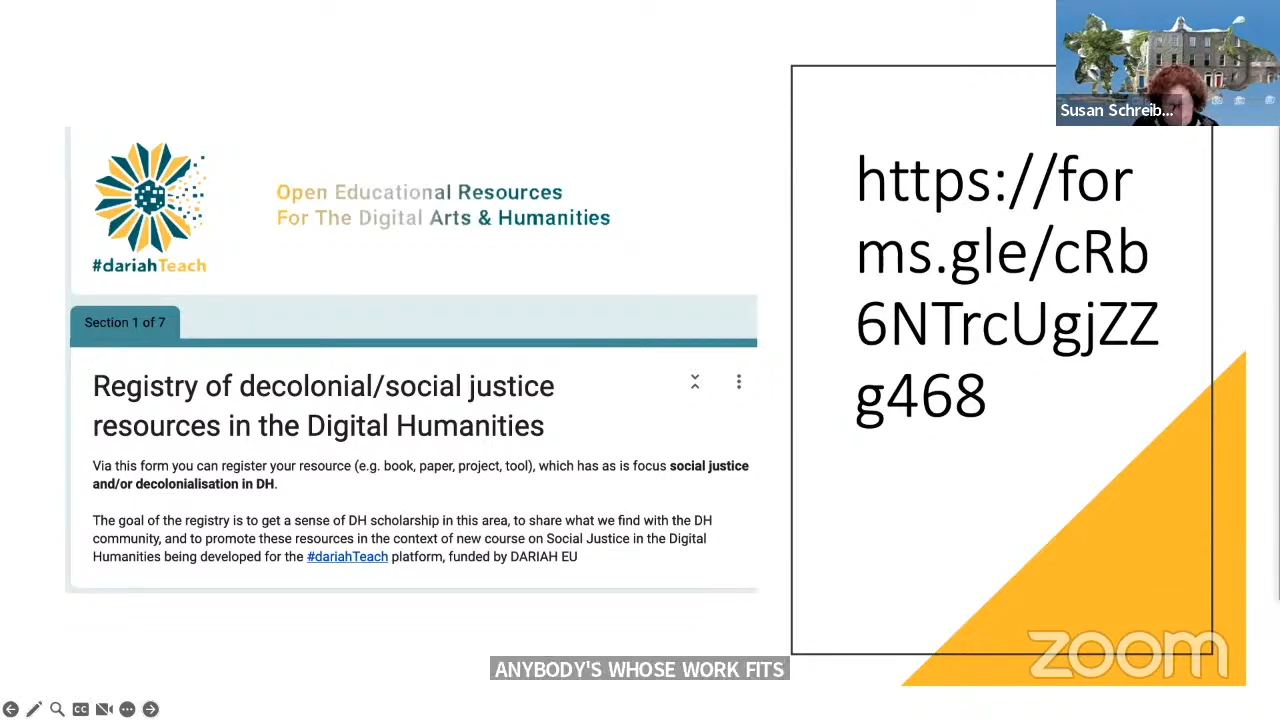 Susan Schreib...
#dariahTeach
Open Educational Resources
For The Digital Arts & Humanities
Section 1 of 7
Registry of decolonial/social justice
resources in the Digital Humanities
Via this form you can register your resource (e.g. book, paper, project, tool), which has as is focus social justice
and/or decolonialisation in DH.
The goal of the registry is to get a sense of DH scholarship in this area, to share what we find with the DH
community, and to promote these resources in the context of new course on Social Justice in the Digital
Humanities being developed for the #dariahTeach platform, funded by DARIAH EU
https://for
ms.gle/cRb
6NTrcUgjZZ
g468
zoom
ANYBODY'S WHOSE WORK FITS
CC